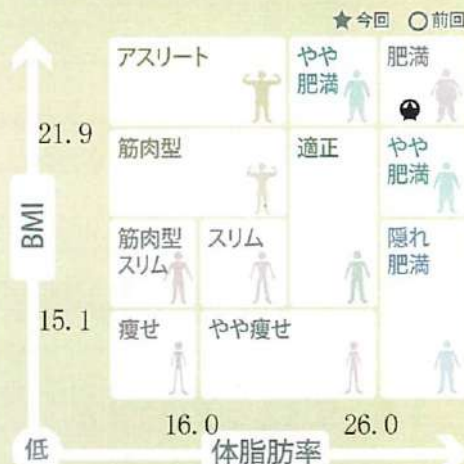 ★今回 ○前回
アスリート
やや
肥満
肥満
21.9
筋肉型
適正
やや
肥満
BMI
筋肉型
スリム
スリム
隠れ
肥満
15.1
痩せ
やや痩せ
16.0
26.0
低
体脂肪率